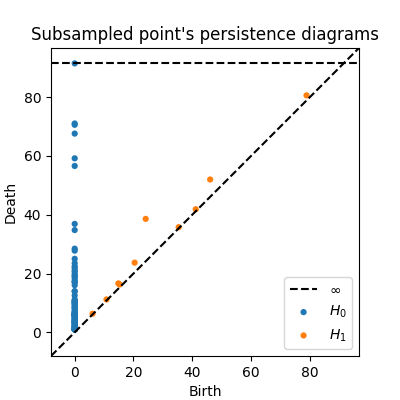 Subsampled point's persistence diagrams
Death
80
60
40
20
0
0 20 40 60 80
Birth
∞
H₀
H₁